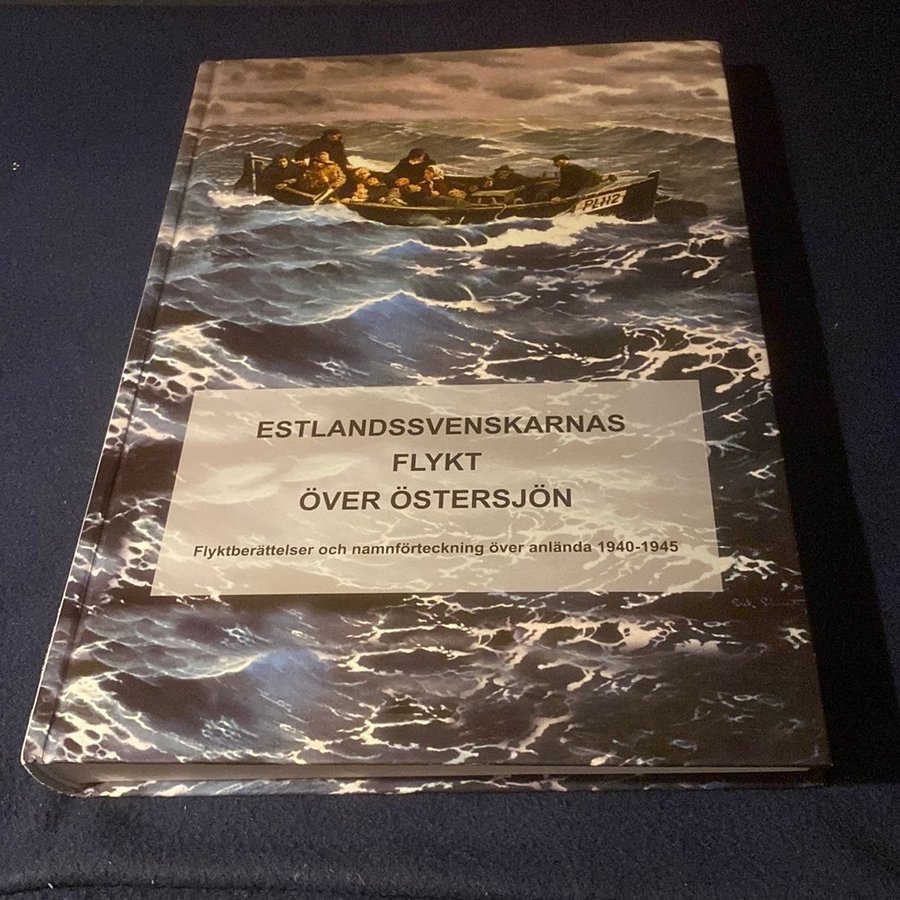 PL112
ESTLANDSSVENSKARNAS
FLYKT
ÖVER ÖSTERSJÖN
Flyktberättelser och namnförteckning över anlända 1940-1945